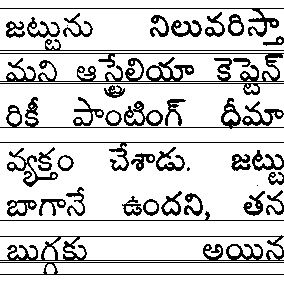 జట్టును నిలువరిస్తా
మని ఆస్ట్రేలియా కెప్టెన్
రికీ పాంటింగ్ ధీమా
వ్యక్తం చేశాడు. జట్టు
బాగానే ఉందని, తన
బుగ్గకు అయిన